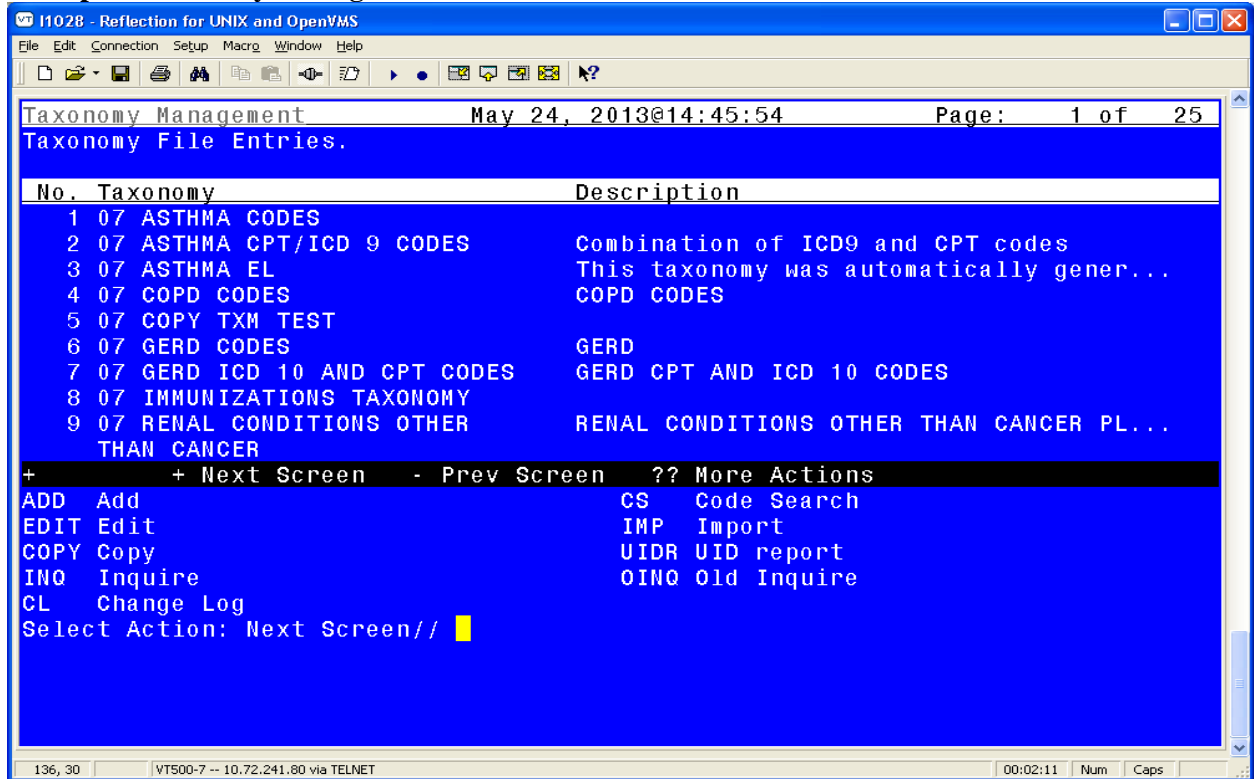 I1028 - Reflection for UNIX and OpenVMS
File Edit Connection Setup Macro Window Help
Taxonomy Management May 24, 2013@14:45:54 Page: 1 of 25
Taxonomy File Entries.
No. Taxonomy Description
1 07 ASTHMA CODES
2 07 ASTHMA CPT/ICD 9 CODES Combination of ICD9 and CPT codes
3 07 ASTHMA EL This taxonomy was automatically gener...
4 07 COPD CODES COPD CODES
5 07 COPY TXM TEST
6 07 GERD CODES GERD
7 07 GERD ICD 10 AND CPT CODES GERD CPT AND ICD 10 CODES
8 07 IMMUNIZATIONS TAXONOMY
9 07 RENAL CONDITIONS OTHER RENAL CONDITIONS OTHER THAN CANCER PL...
THAN CANCER
+ + Next Screen - Prev Screen ?? More Actions
ADD Add CS Code Search
EDIT Edit IMP Import
COPY Copy UIDR UID report
INQ Inquire OINQ Old Inquire
CL Change Log
Select Action: Next Screen//
136, 30 VT500-7 -- 10.72.241.80 via TELNET 00:02:11 Num Caps